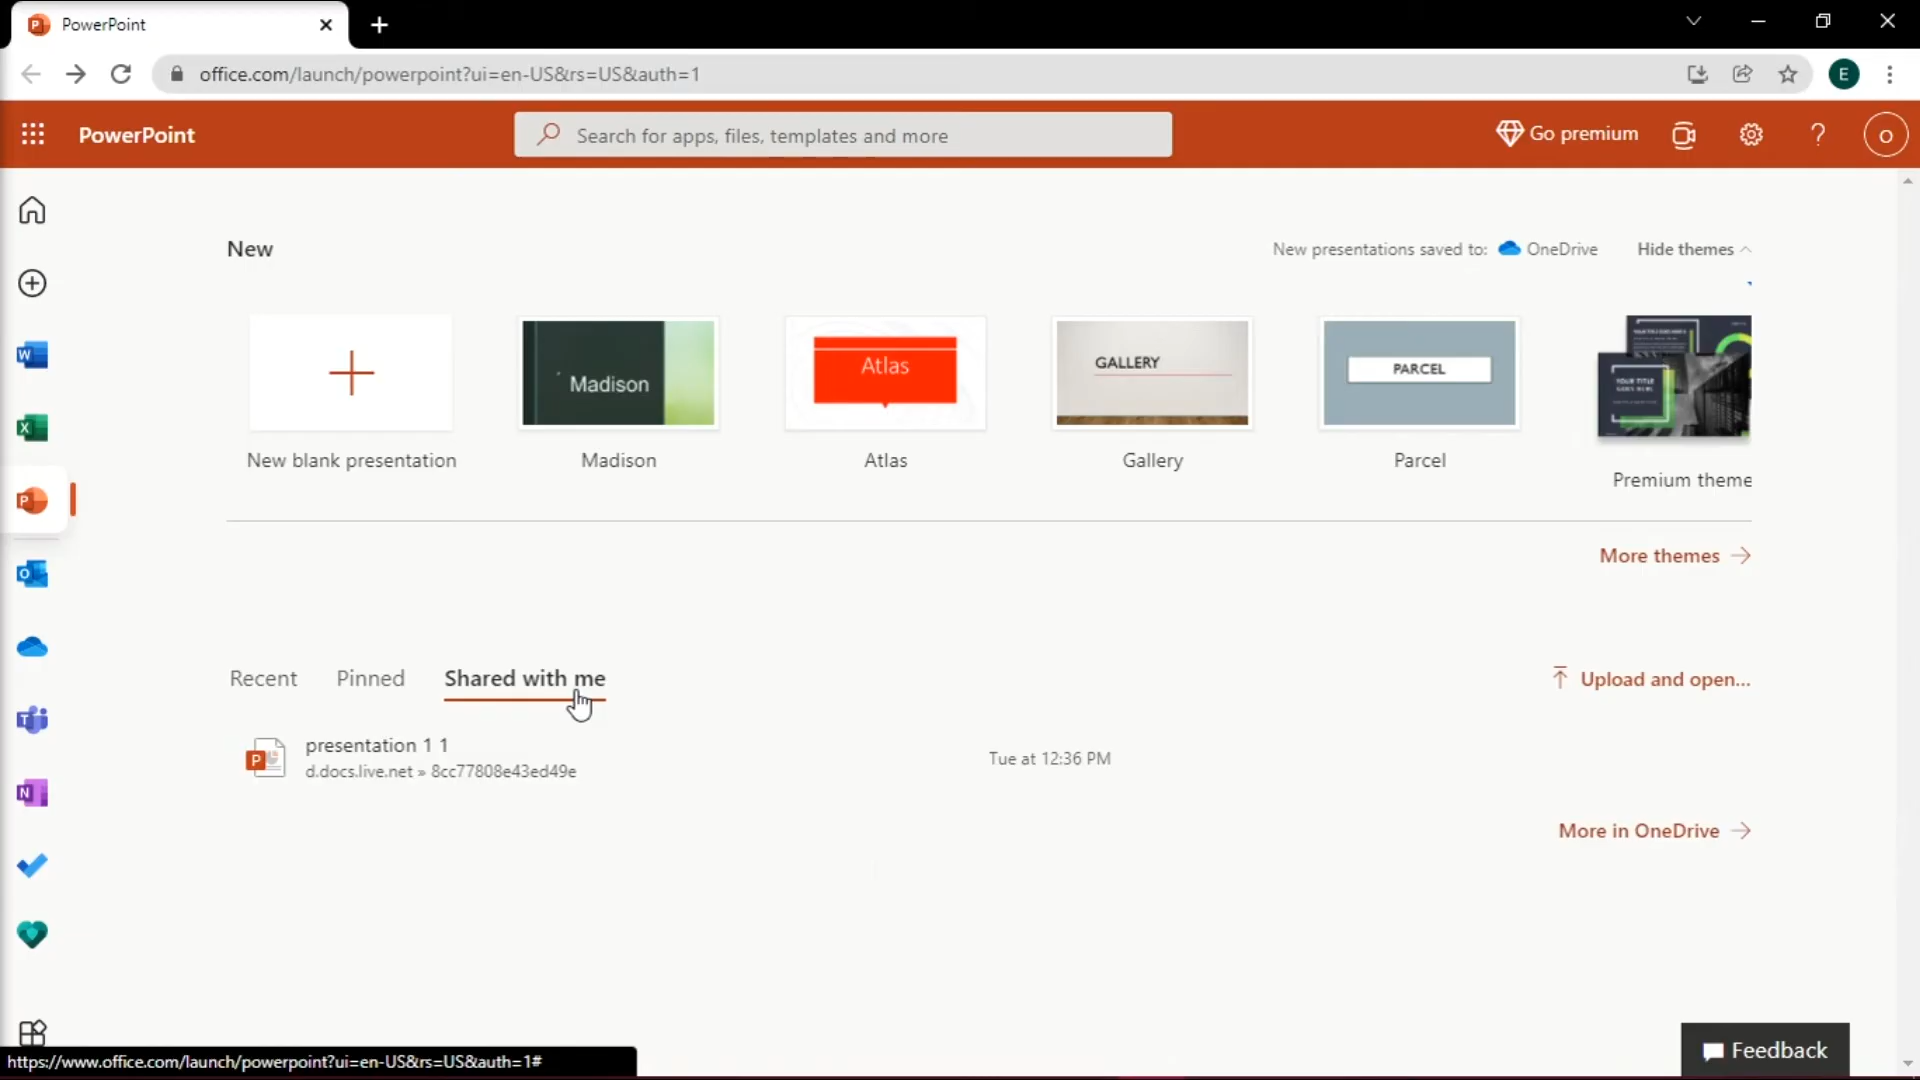 PowerPoint
office.com/launch/powerpoint?ui=en-US&rs=US&auth=1
E
PowerPoint
Search for apps, files, templates and more
Go premium
?
O
New
New presentations saved to: OneDrive
Hide themes
Madison
Atlas
GALLERY
PARCEL
YOUR TITLE
New blank presentation
Madison
Atlas
Gallery
Parcel
Premium theme
More themes
Recent
Pinned
Shared with me
Upload and open...
presentation 1 1
d.docs.live.net » 8cc77808e43ed49e
Tue at 12:36 PM
More in OneDrive
Feedback
https://www.office.com/launch/powerpoint?ui=en-US&rs=US&auth=1#